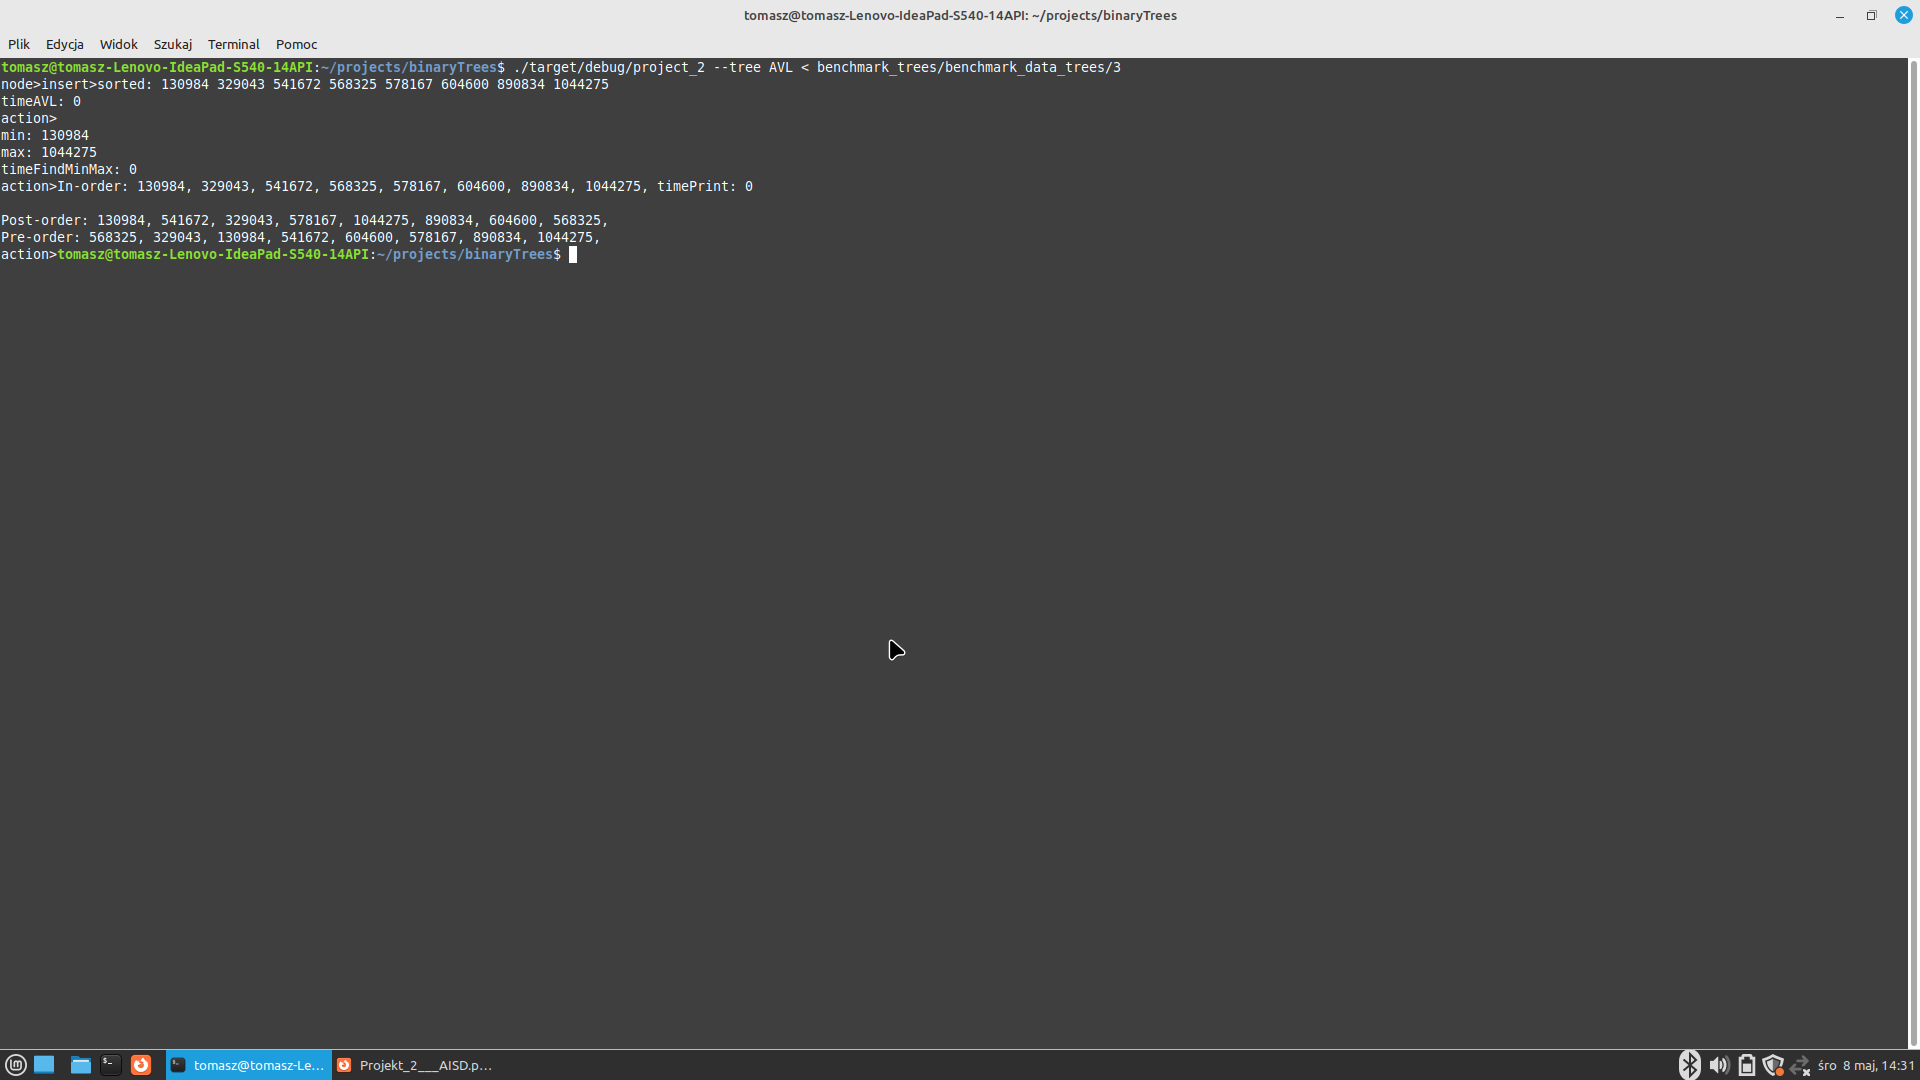 tomasz@tomasz-Lenovo-IdeaPad-S540-14API: ~/projects/binaryTrees
Plik Edycja Widok Szukaj Terminal Pomoc
tomasz@tomasz-Lenovo-IdeaPad-S540-14API:~/projects/binaryTrees$ ./target/debug/project_2 --tree AVL < benchmark_trees/benchmark_data_trees/3
node>insert>sorted: 130984 329043 541672 568325 578167 604600 890834 1044275
timeAVL: 0
action>
min: 130984
max: 1044275
timeFindMinMax: 0
action>In-order: 130984, 329043, 541672, 568325, 578167, 604600, 890834, 1044275, timePrint: 0
Post-order: 130984, 541672, 329043, 578167, 1044275, 890834, 604600, 568325,
Pre-order: 568325, 329043, 130984, 541672, 604600, 578167, 890834, 1044275,
action>tomasz@tomasz-Lenovo-IdeaPad-S540-14API:~/projects/binaryTrees$
tomasz@tomasz-Le... Projekt_2___AISD.p... śro 8 maj, 14:31